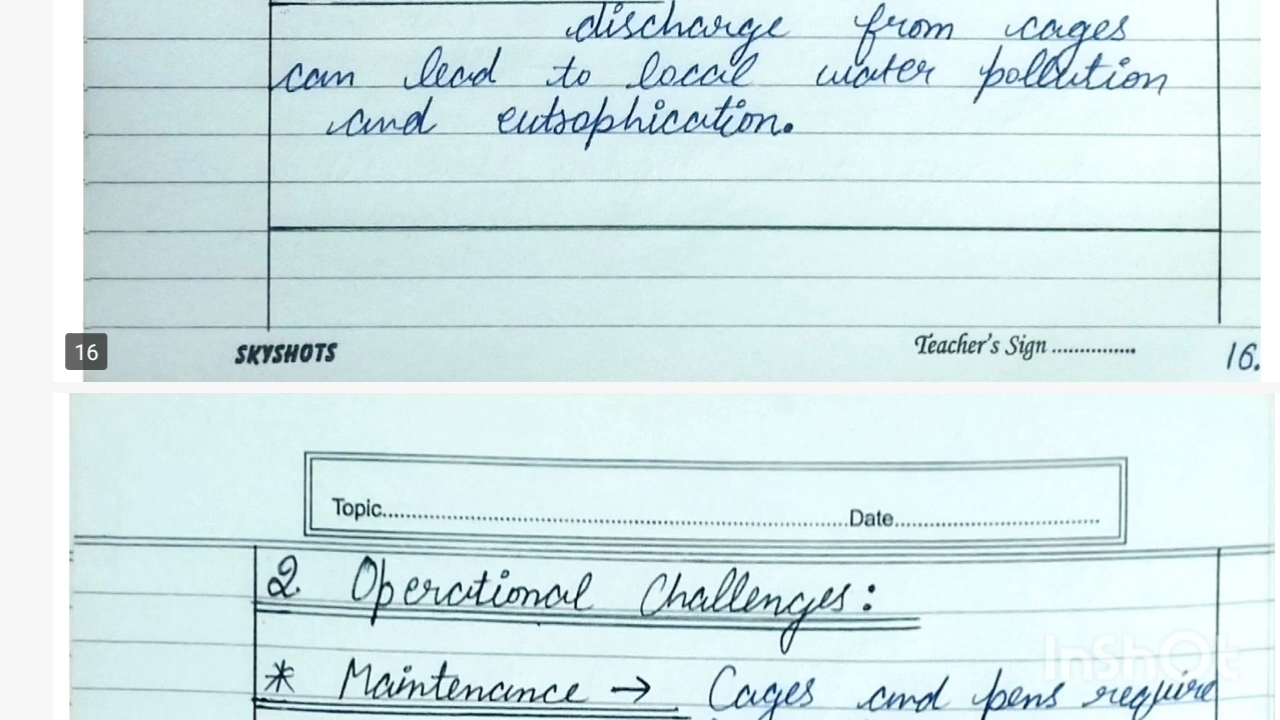 discharge from cages
can lead to local water pollution
and eutrophication.
16
SKYSHOTS
Teacher's Sign ...............
16.
Topic.......................Date.......................
2 Operational Challenges:
* Maintenance → Cages and pens require
InShOt